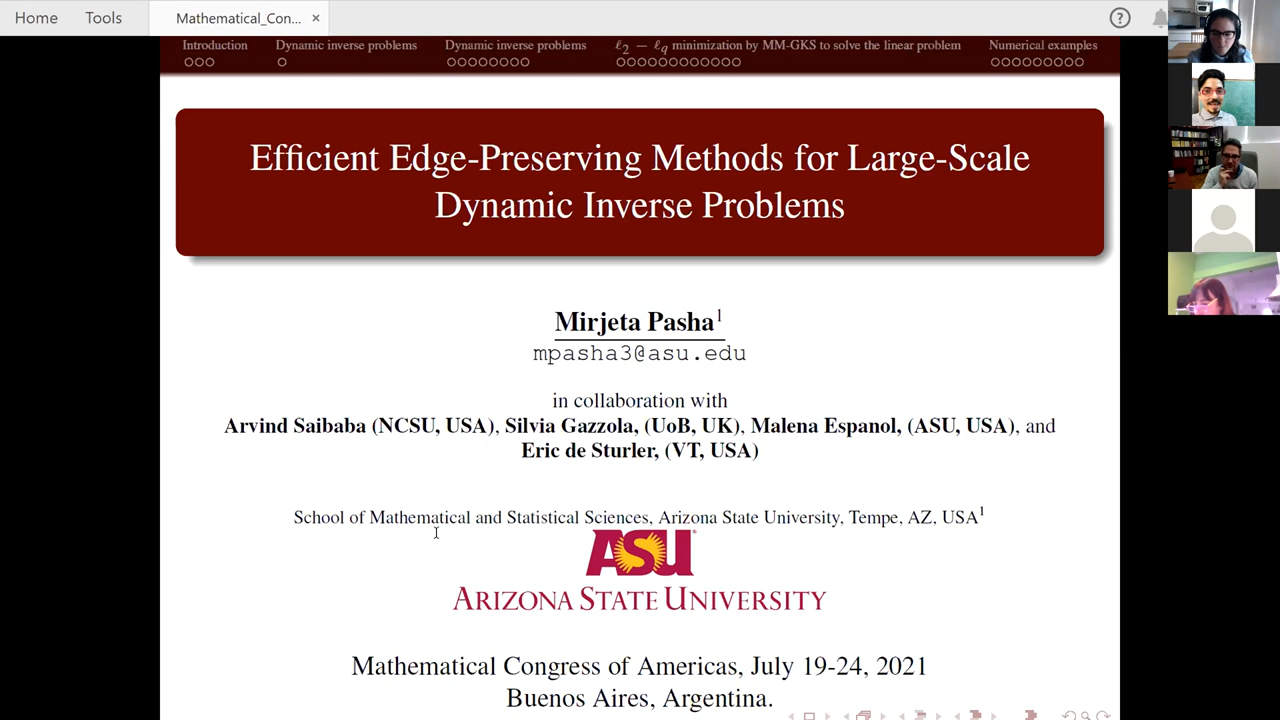 Home Tools Mathematical_Con... × ?
Introduction Dynamic inverse problems Dynamic inverse problems ℓ2 − ℓq minimization by MM-GKS to solve the linear problem Numerical examples
Efficient Edge-Preserving Methods for Large-Scale
Dynamic Inverse Problems
Mirjeta Pasha1
mpasha3@asu.edu
in collaboration with
Arvind Saibaba (NCSU, USA), Silvia Gazzola, (UoB, UK), Malena Espanol, (ASU, USA), and
Eric de Sturler, (VT, USA)
School of Mathematical and Statistical Sciences, Arizona State University, Tempe, AZ, USA1
ASU
ARIZONA STATE UNIVERSITY
Mathematical Congress of Americas, July 19-24, 2021
Buenos Aires, Argentina.